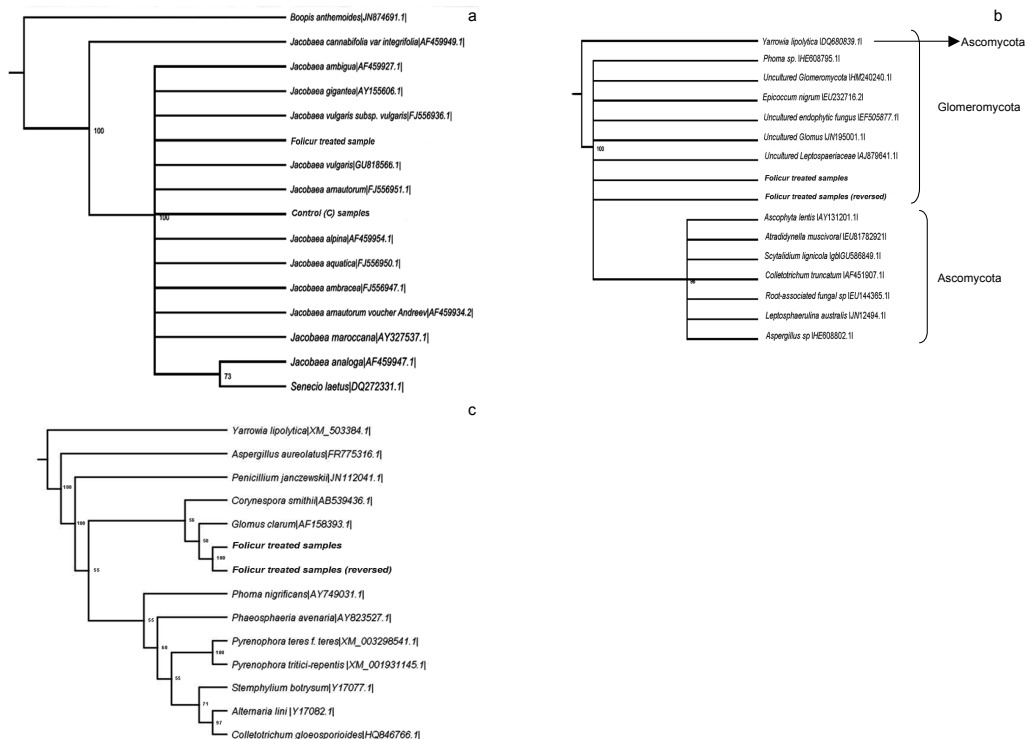 a
Boopis anthemoides|JN874691.1|
Jacobaea cannabifolia var integrifolia|AF459949.1|
Jacobaea ambigua|AF459927.1|
Jacobaea gigantea|AY155606.1|
Jacobaea vulgaris subsp. vulgaris|FJ556936.1|
Folicur treated sample
Jacobaea vulgaris|GU818566.1|
Jacobaea arnautorum|FJ556951.1|
Control (C) samples
Jacobaea alpina|AF459954.1|
Jacobaea aquatica|FJ556950.1|
Jacobaea ambracea|FJ556947.1|
Jacobaea arnautorum voucher Andreev|AF459934.2|
Jacobaea maroccana|AY327537.1|
Jacobaea analoga|AF459947.1|
Senecio laetus|DQ272331.1|
100
100
73
b
Yarrowia lipolytica |DQ680839.1|
Ascomycota
Phoma sp. |HE608795.1|
Uncultured Glomeromycota |HM240240.1|
Epicoccum nigrum |EU232716.2|
Uncultured endophytic fungus |EF505877.1|
Uncultured Glomus |JN195001.1|
Uncultured Leptospaeriaceae |AJ879641.1|
Folicur treated samples
Folicur treated samples (reversed)
Glomeromycota
Ascophyta lentis |AY131201.1|
Atradidynella muscivoral |EU81782921|
Scytalidium lignicola |gb|GU586849.1|
Colletotrichum truncatum |AF451907.1|
Root-associated fungal sp |EU144365.1|
Leptosphaerulina australis |JN12494.1|
Aspergillus sp |HE608802.1|
Ascomycota
100
c
Yarrowia lipolytica|XM_503384.1|
Aspergillus aureolatus|FR775316.1|
Penicillium janczewskii|JN112041.1|
Corynespora smithii|AB539436.1|
Glomus clarum|AF158393.1|
Folicur treated samples
Folicur treated samples (reversed)
Phoma nigrificans|AY749031.1|
Phaeosphaeria avenaria|AY823527.1|
Pyrenophora teres f. teres|XM_003298541.1|
Pyrenophora tritici-repentis |XM_001931145.1|
Stemphylium botrysum|Y17077.1|
Alternaria lini |Y17082.1|
Colletotrichum gloeosporioides|HQ846766.1|
100
100
55
100
55
55
100
71
97